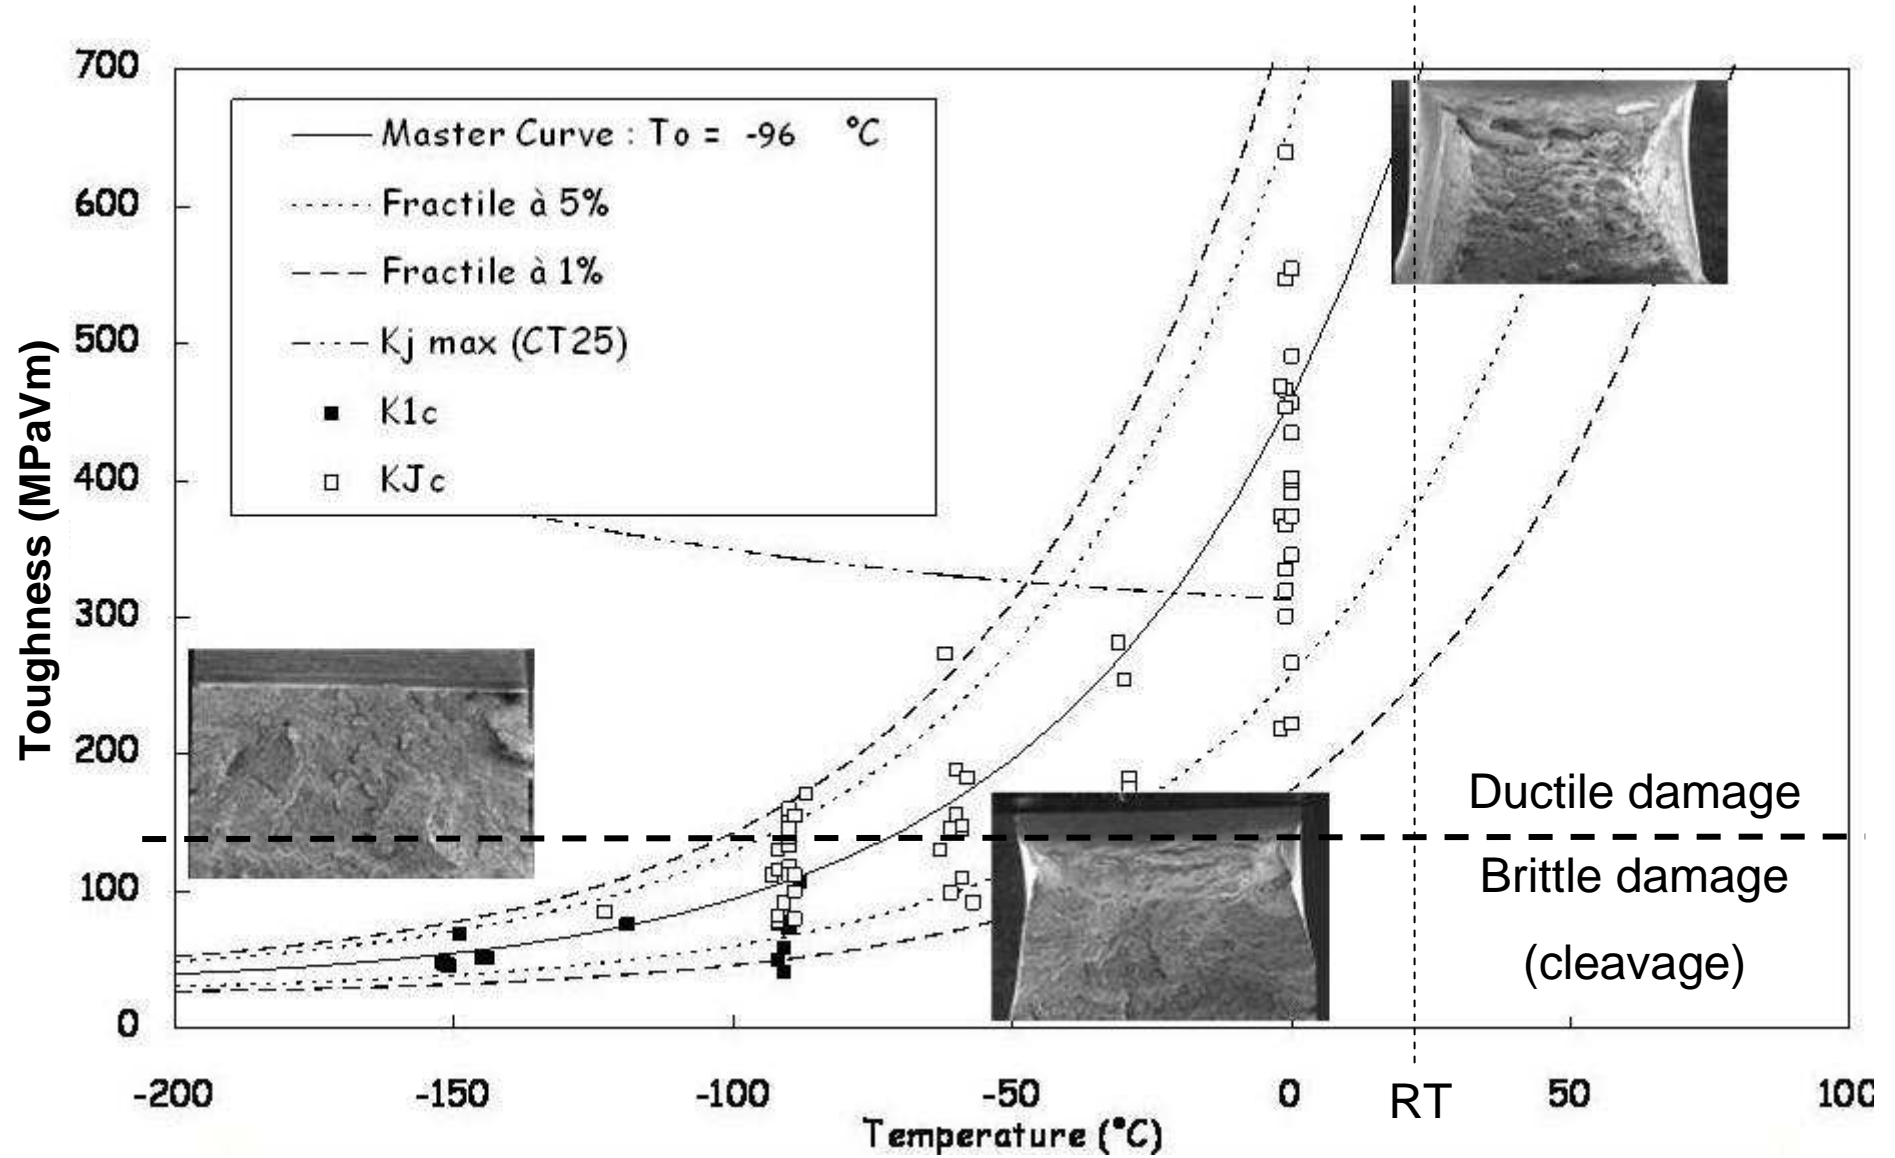 700
600
500
400
300
200
100
0
Toughness (MPaVm)
Master Curve : To = -96 °C
Fractile à 5%
Fractile à 1%
Kj max (CT25)
K1c
KJc
Ductile damage
Brittle damage
(cleavage)
-200 -150 -100 -50 0 RT 50 100
Temperature (°C)